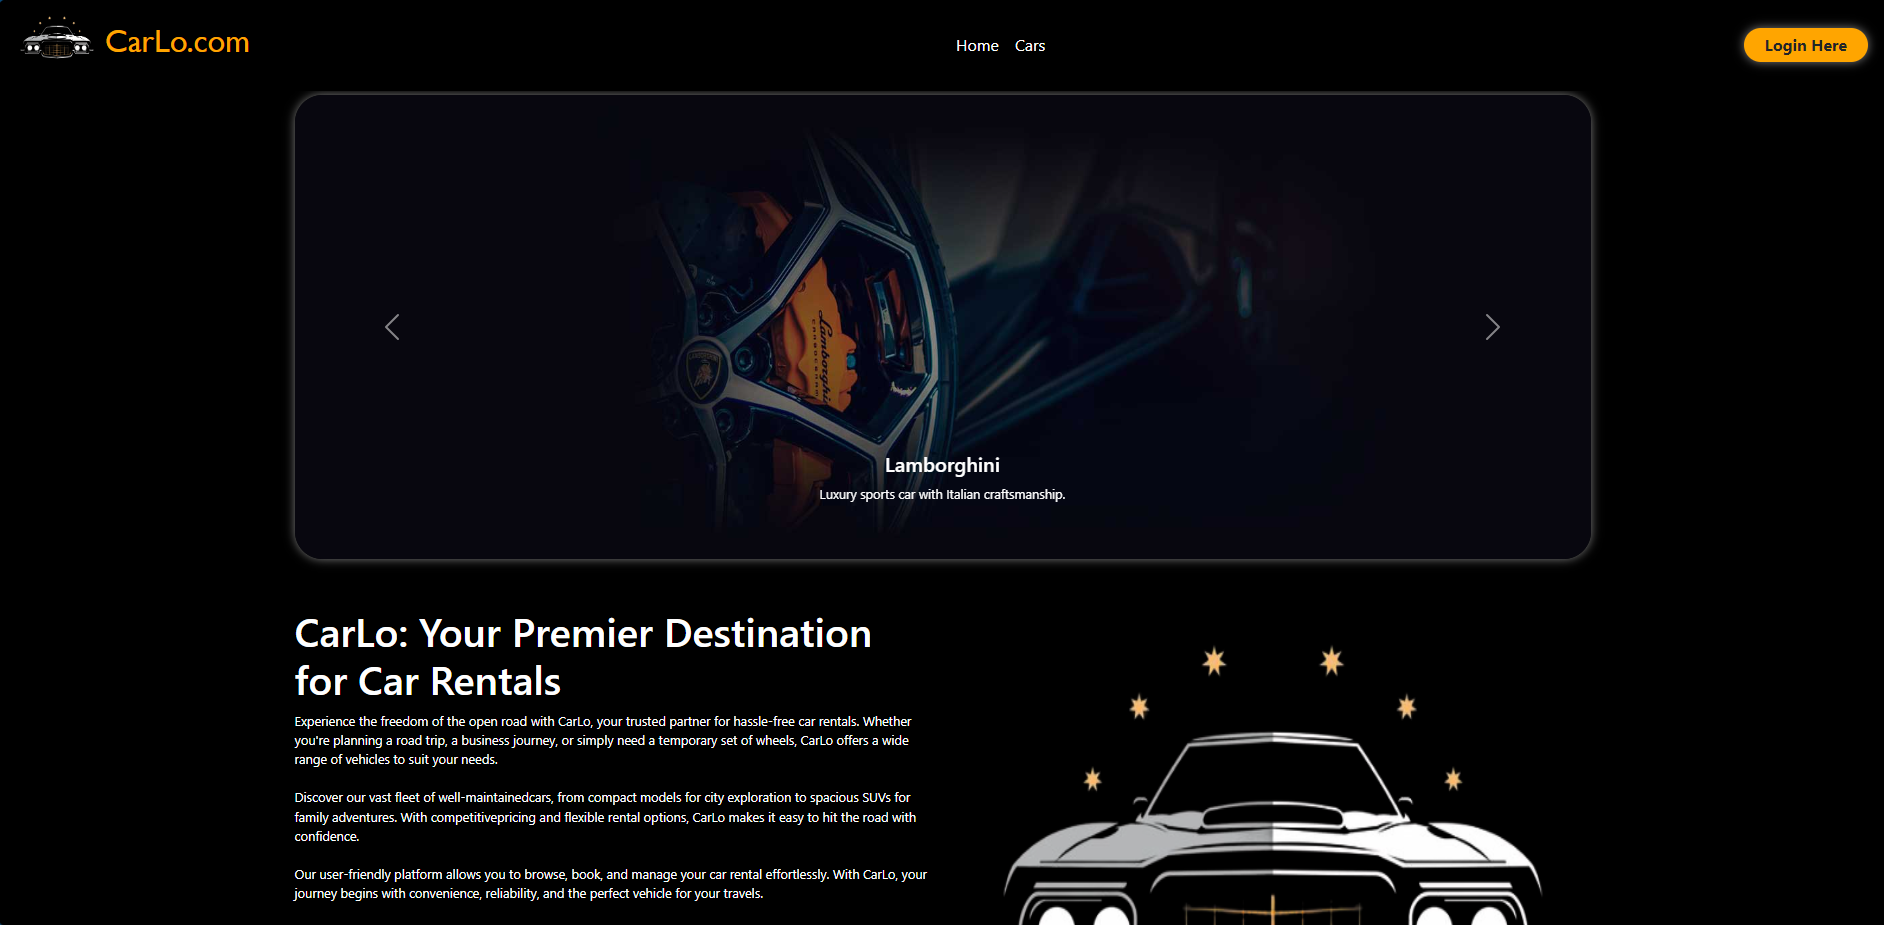 CarLo.com
Home Cars
Login Here
Lamborghini
Lamborghini
Luxury sports car with Italian craftsmanship.
CarLo: Your Premier Destination
for Car Rentals
Experience the freedom of the open road with CarLo, your trusted partner for hassle-free car rentals. Whether
you're planning a road trip, a business journey, or simply need a temporary set of wheels, CarLo offers a wide
range of vehicles to suit your needs.
Discover our vast fleet of well-maintainedcars, from compact models for city exploration to spacious SUVs for
family adventures. With competitivepricing and flexible rental options, CarLo makes it easy to hit the road with
confidence.
Our user-friendly platform allows you to browse, book, and manage your car rental effortlessly. With CarLo, your
journey begins with convenience, reliability, and the perfect vehicle for your travels.